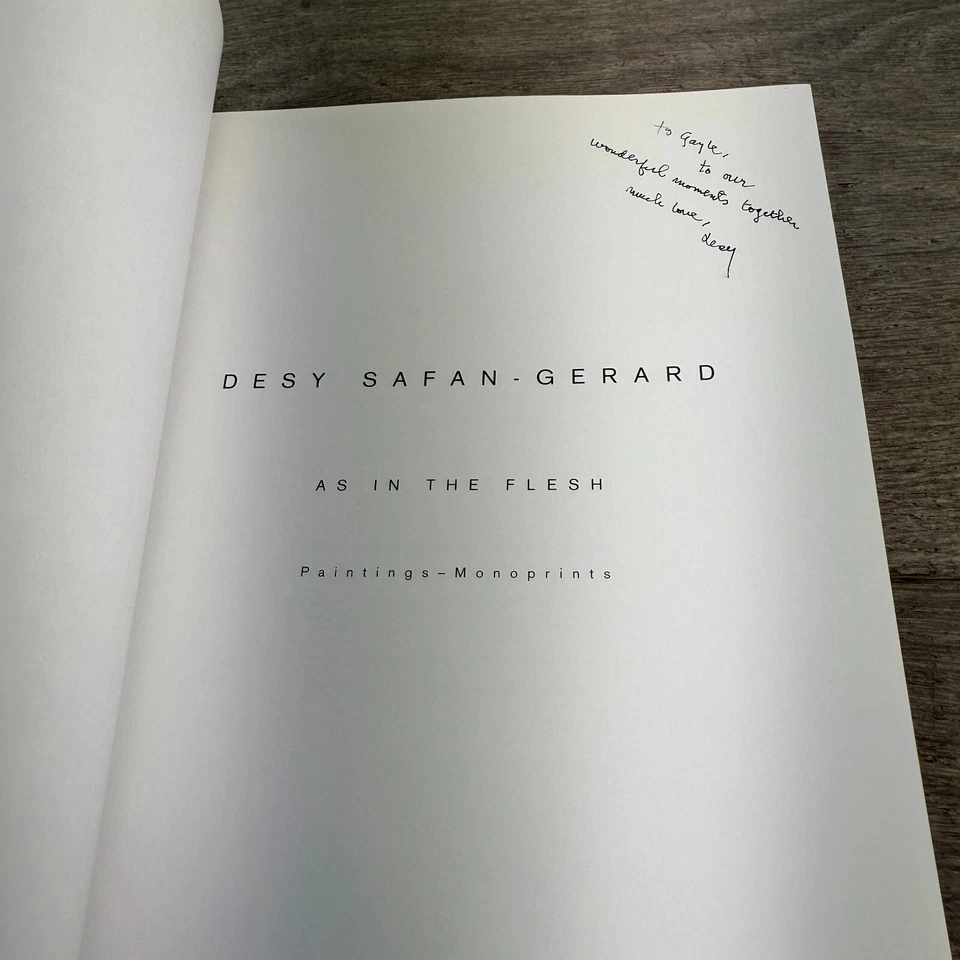 to Gayle,
to our
wonderful moments together
much love,
desy
DESY SAFAN-GERARD
AS IN THE FLESH
Paintings–Monoprints